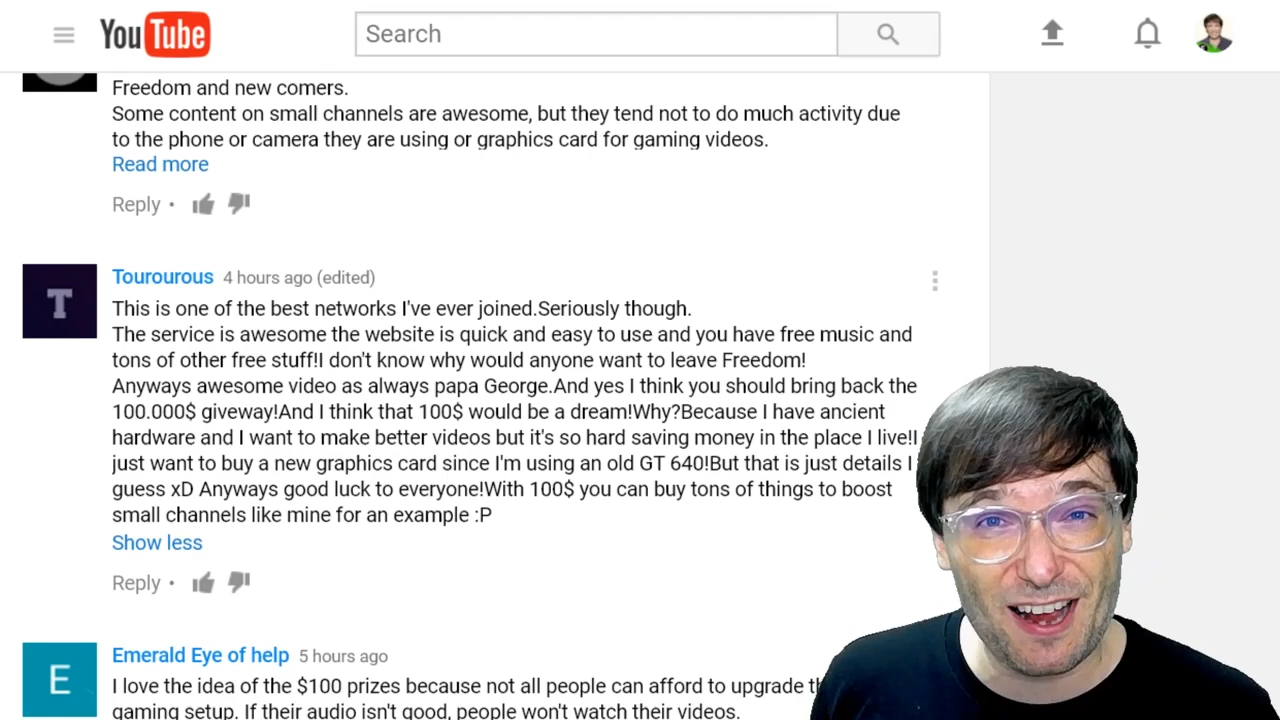 YouTube
Search
Freedom and new comers.
Some content on small channels are awesome, but they tend not to do much activity due
to the phone or camera they are using or graphics card for gaming videos.
Read more
Reply •
T
Tourourous 4 hours ago (edited)
This is one of the best networks I've ever joined.Seriously though.
The service is awesome the website is quick and easy to use and you have free music and
tons of other free stuff!I don't know why would anyone want to leave Freedom!
Anyways awesome video as always papa George.And yes I think you should bring back the
100.000$ giveway!And I think that 100$ would be a dream!Why?Because I have ancient
hardware and I want to make better videos but it's so hard saving money in the place I live!I
just want to buy a new graphics card since I'm using an old GT 640!But that is just details I
guess xD Anyways good luck to everyone!With 100$ you can buy tons of things to boost
small channels like mine for an example :P
Show less
Reply •
E
Emerald Eye of help 5 hours ago
I love the idea of the $100 prizes because not all people can afford to upgrade
gaming setup. If their audio isn't good, people won't watch their videos.